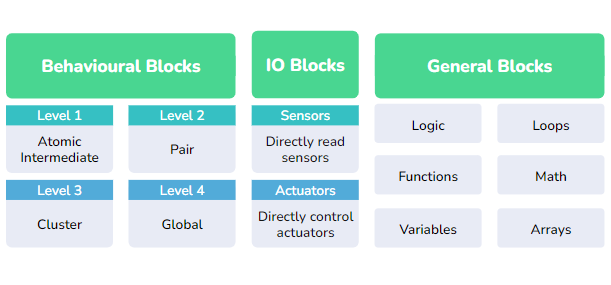 Behavioural Blocks
IO Blocks
General Blocks
Level 1
Atomic
Intermediate
Level 2
Pair
Level 3
Cluster
Level 4
Global
Sensors
Directly read
sensors
Actuators
Directly control
actuators
Logic
Loops
Functions
Math
Variables
Arrays